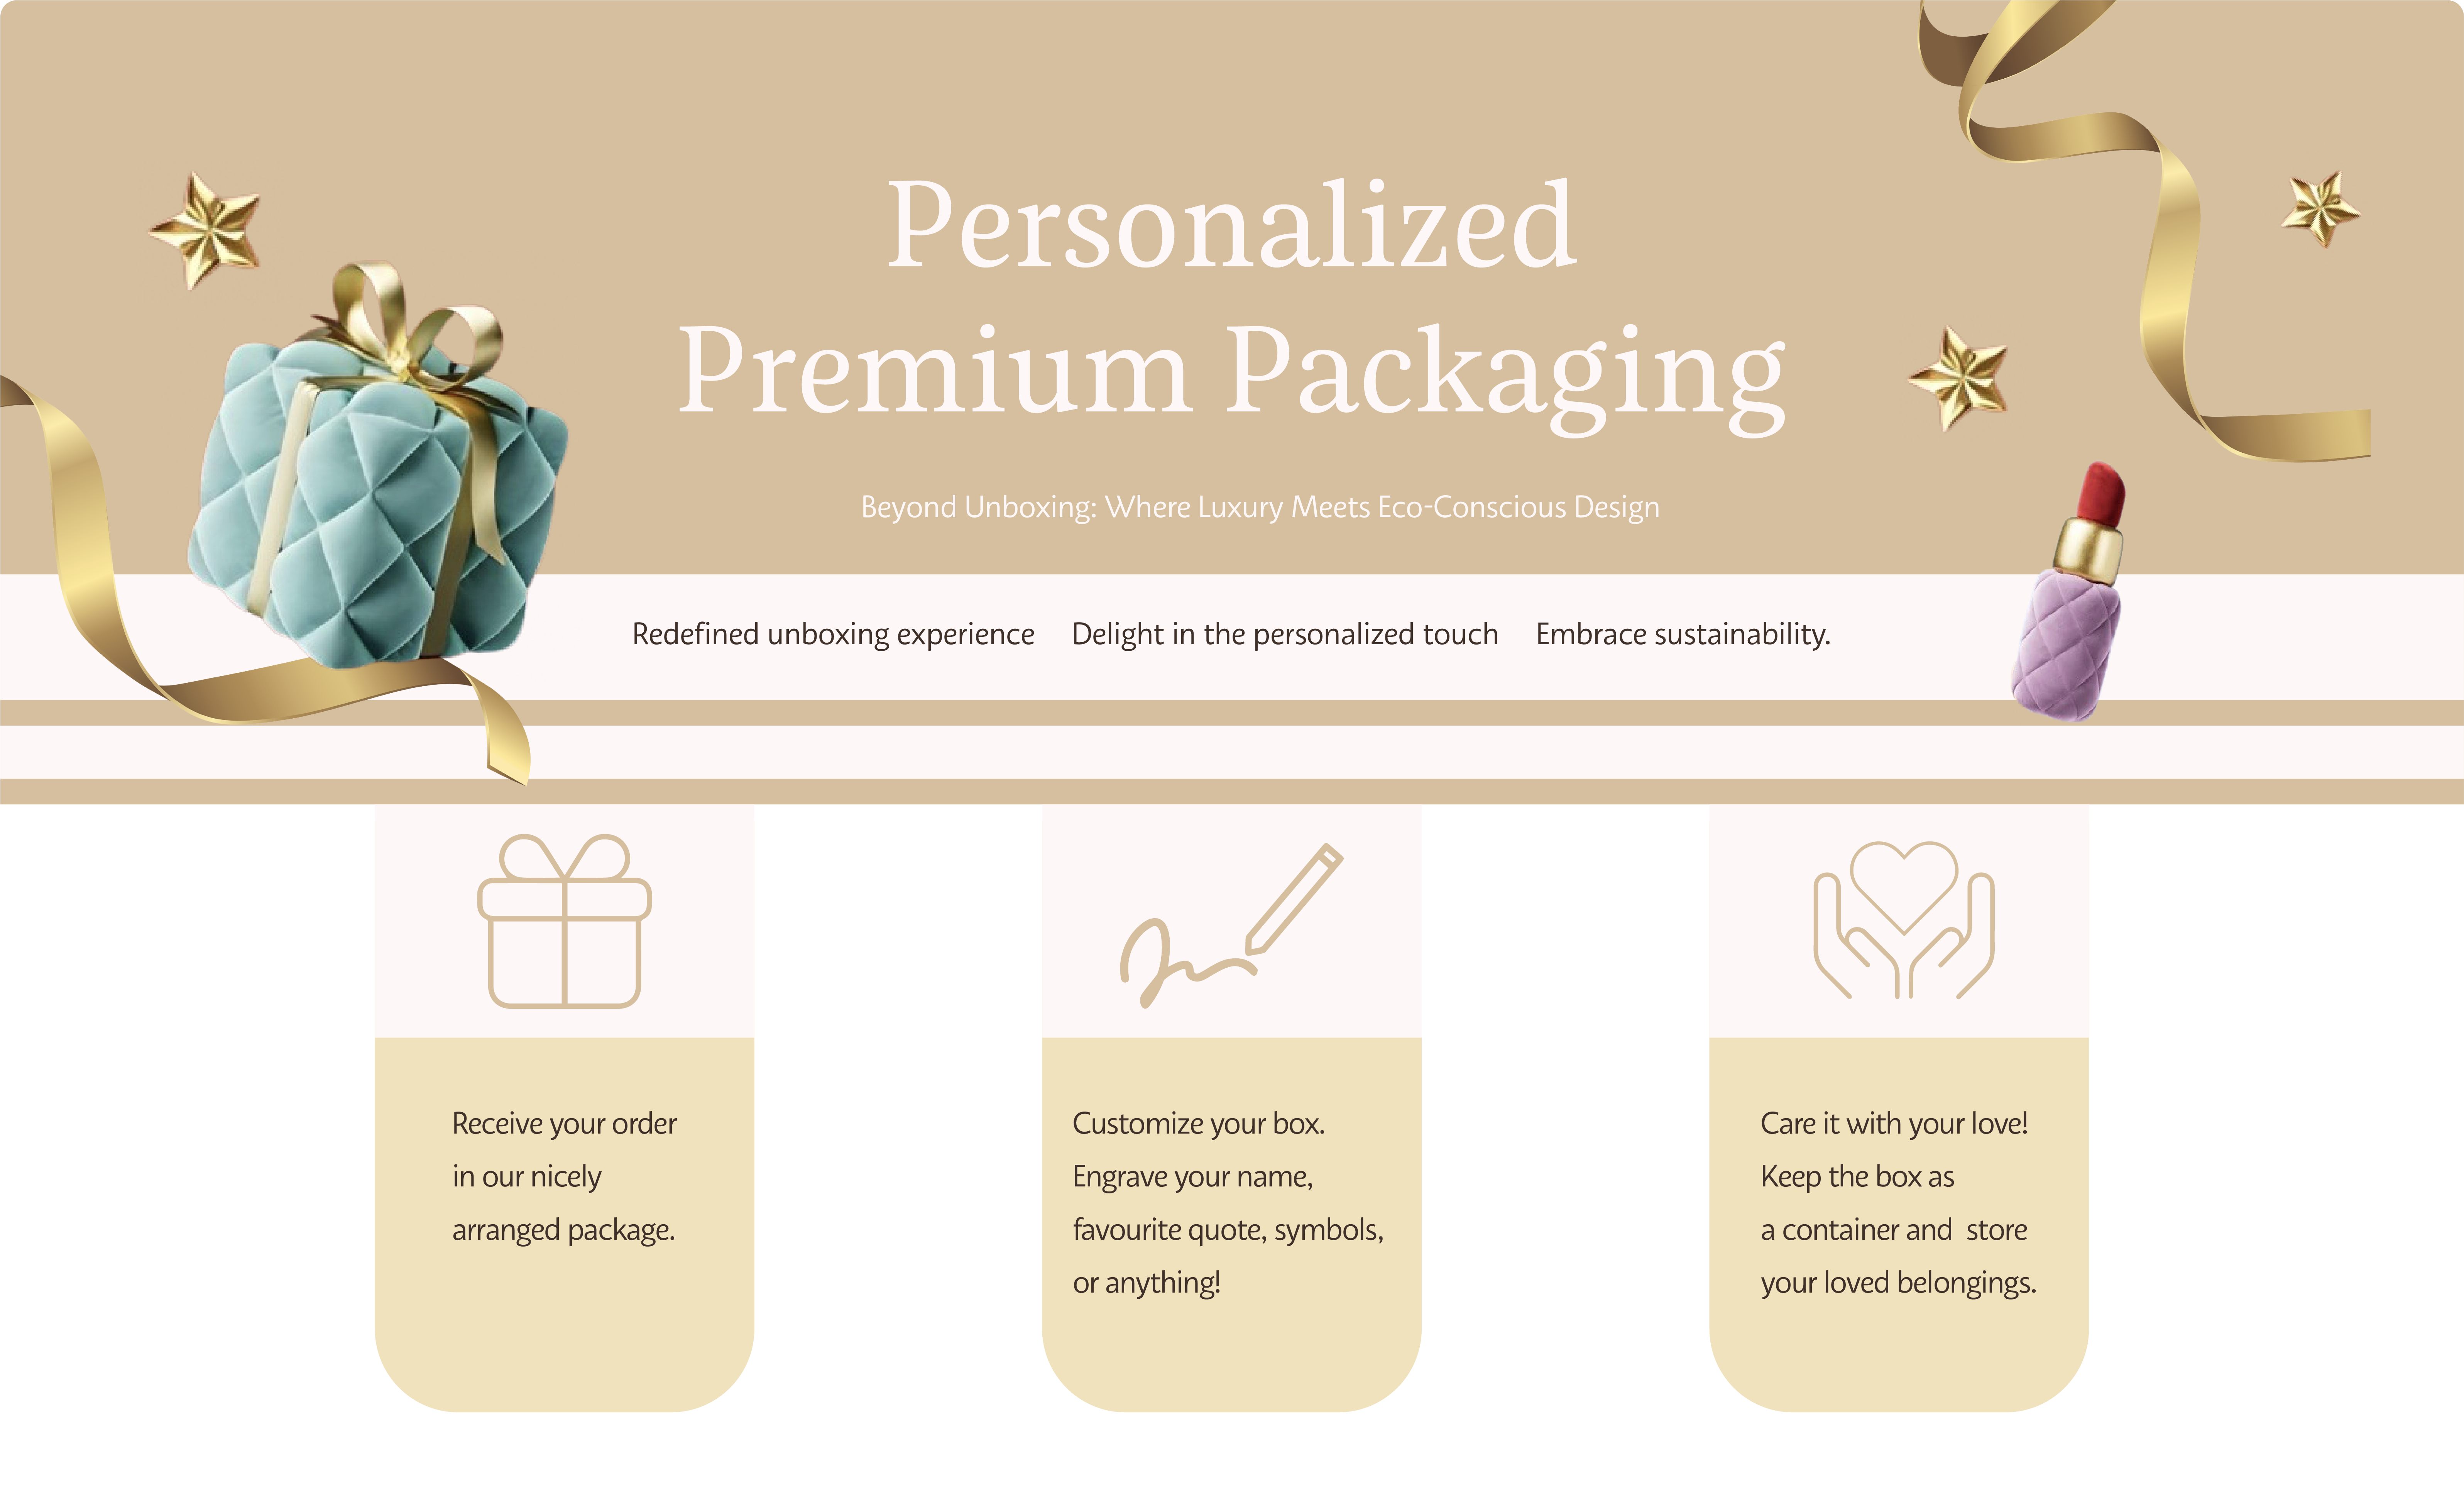 Personalized
Premium Packaging
Beyond Unboxing: Where Luxury Meets Eco-Conscious Design
Redefined unboxing experience Delight in the personalized touch Embrace sustainability.
Receive your order
in our nicely
arranged package.
Customize your box.
Engrave your name,
favourite quote, symbols,
or anything!
Care it with your love!
Keep the box as
a container and  store
your loved belongings.